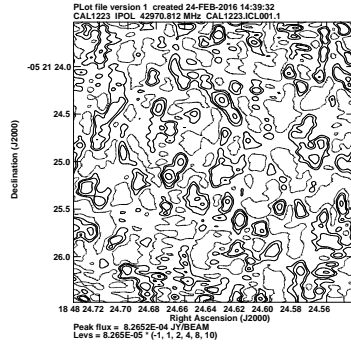 PLot file version 1 created 24-FEB-2016 14:39:32
CAL1223 IPOL 42970.812 MHz CAL1223.ICL001.1
Declination (J2000)
-05 21 24.0
24.5
25.0
25.5
26.0
18 48 24.72 24.70 24.68 24.66 24.64 24.62 24.60 24.58 24.56 24.54
Right Ascension (J2000)
Peak flux = 8.2652E-04 JY/BEAM
Levs = 8.265E-05 * (-1, 1, 2, 4, 8, 10)